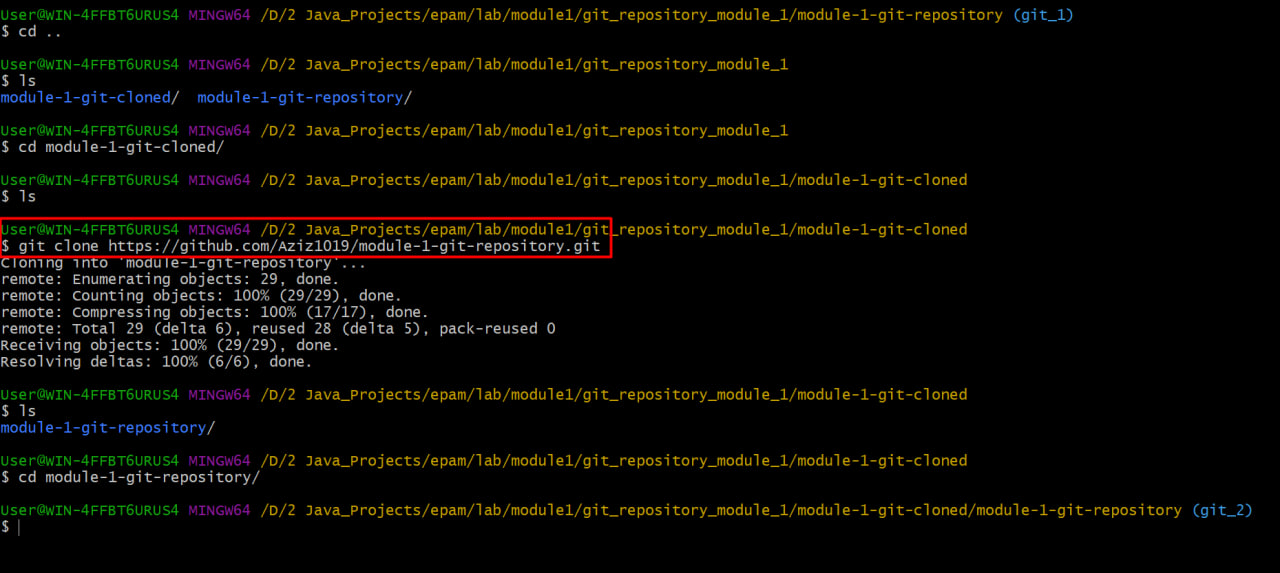 User@WIN-4FFBT6URUS4 MINGW64 /D/2 Java_Projects/epam/lab/module1/git_repository_module_1/module-1-git-repository (git_1)
$ cd ..
User@WIN-4FFBT6URUS4 MINGW64 /D/2 Java_Projects/epam/lab/module1/git_repository_module_1
$ ls
module-1-git-cloned/  module-1-git-repository/
User@WIN-4FFBT6URUS4 MINGW64 /D/2 Java_Projects/epam/lab/module1/git_repository_module_1
$ cd module-1-git-cloned/
User@WIN-4FFBT6URUS4 MINGW64 /D/2 Java_Projects/epam/lab/module1/git_repository_module_1/module-1-git-cloned
$ ls
User@WIN-4FFBT6URUS4 MINGW64 /D/2 Java_Projects/epam/lab/module1/git_repository_module_1/module-1-git-cloned
$ git clone https://github.com/Aziz1019/module-1-git-repository.git
Cloning into 'module-1-git-repository'...
remote: Enumerating objects: 29, done.
remote: Counting objects: 100% (29/29), done.
remote: Compressing objects: 100% (17/17), done.
remote: Total 29 (delta 6), reused 28 (delta 5), pack-reused 0
Receiving objects: 100% (29/29), done.
Resolving deltas: 100% (6/6), done.
User@WIN-4FFBT6URUS4 MINGW64 /D/2 Java_Projects/epam/lab/module1/git_repository_module_1/module-1-git-cloned
$ ls
module-1-git-repository/
User@WIN-4FFBT6URUS4 MINGW64 /D/2 Java_Projects/epam/lab/module1/git_repository_module_1/module-1-git-cloned
$ cd module-1-git-repository/
User@WIN-4FFBT6URUS4 MINGW64 /D/2 Java_Projects/epam/lab/module1/git_repository_module_1/module-1-git-cloned/module-1-git-repository (git_2)
$